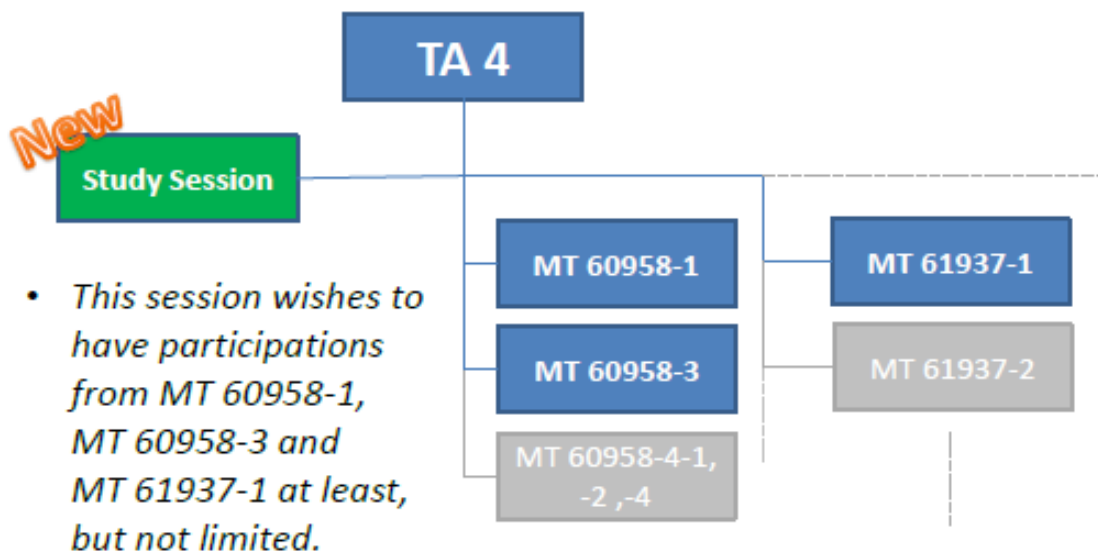 TA 4
New
Study Session
MT 60958-1
MT 61937-1
MT 60958-3
MT 61937-2
MT 60958-4-1,
-2 ,-4
• This session wishes to
have participations
from MT 60958-1,
MT 60958-3 and
MT 61937-1 at least,
but not limited.